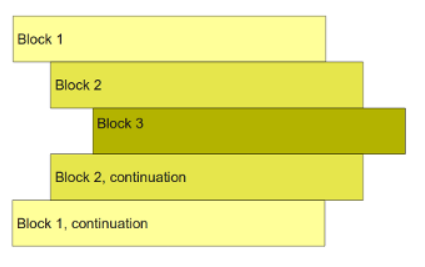 Block 1
Block 2
Block 3
Block 2, continuation
Block 1, continuation